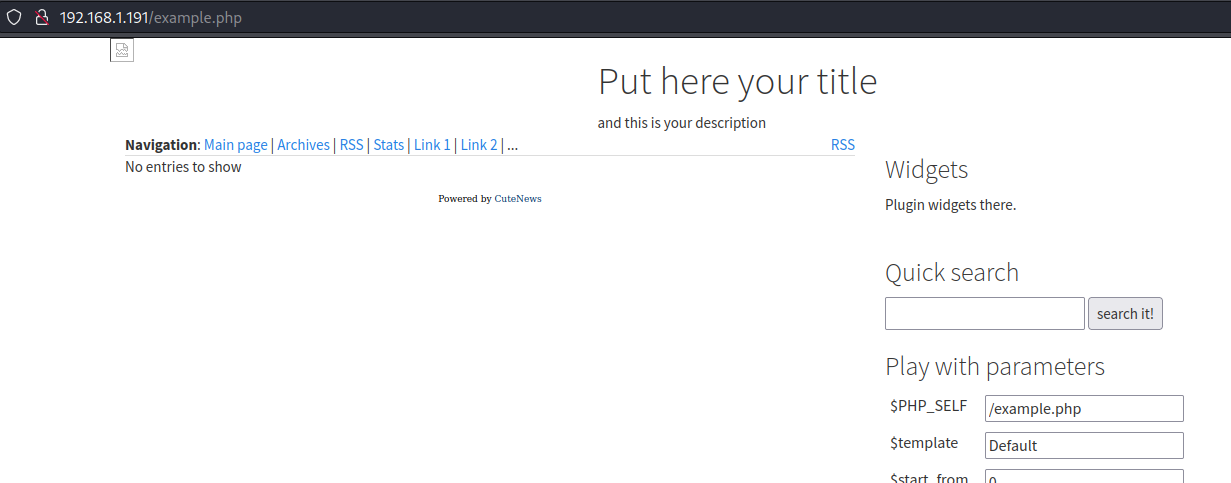 192.168.1.191/example.php
Put here your title
and this is your description
Navigation: Main page | Archives | RSS | Stats | Link 1 | Link 2 | ...
RSS
No entries to show
Powered by CuteNews
Widgets
Plugin widgets there.
Quick search
search it!
Play with parameters
$PHP_SELF /example.php
$template Default
$start_from 0